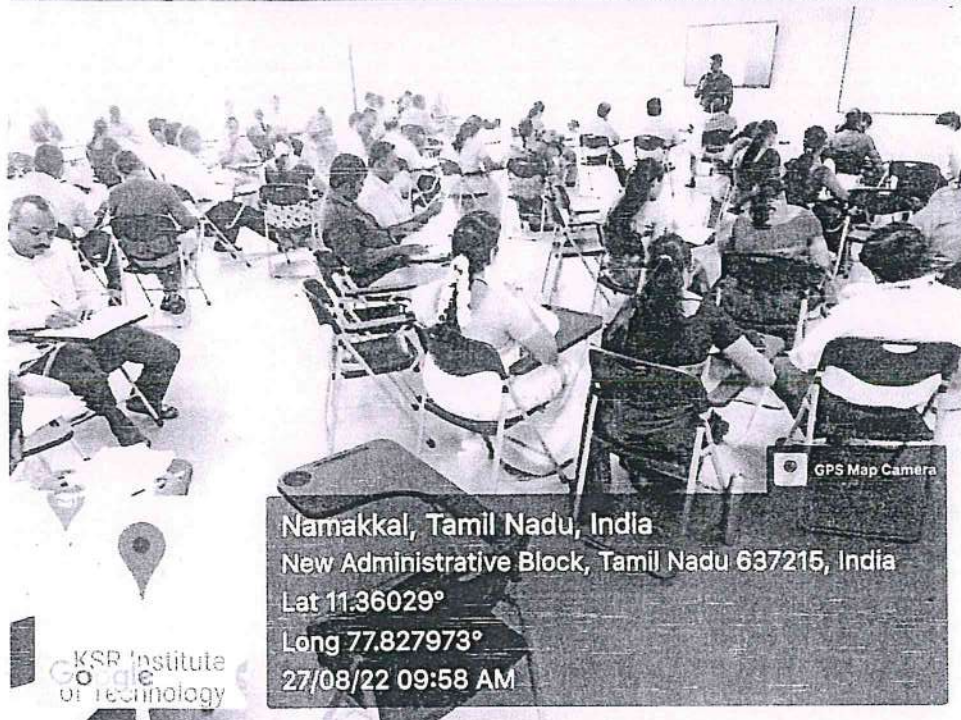 GPS Map Camera
Namakkal, Tamil Nadu, India
New Administrative Block, Tamil Nadu 637215, India
Lat 11.36029°
Long 77.827973°
27/08/22 09:58 AM
KSR Institute
Google
of Technology